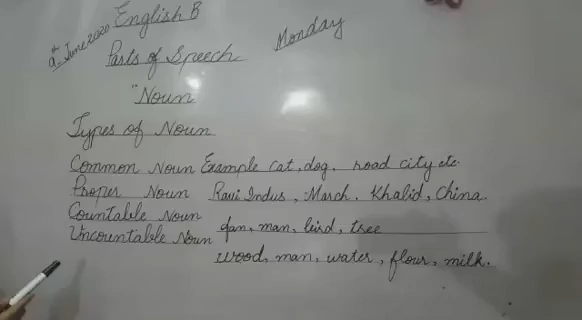 English B
9th June 2020
Monday
Parts of Speech
"Noun
Types of Noun
Common Noun Example cat, dog, road city etc.
Proper Noun Ravi Indus, March, Khalid, China.
Countable Noun fan, man, bird, tree
Uncountable Noun wood, man, water, flour, milk.